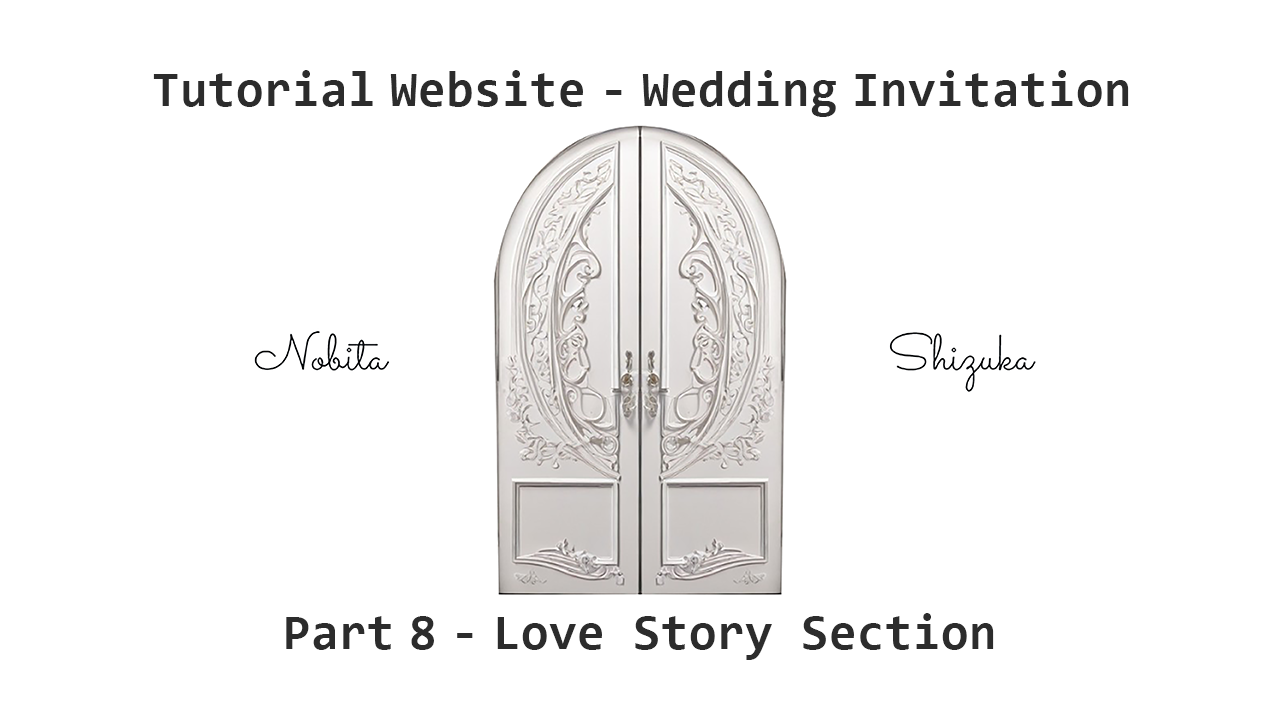 Tutorial Website - Wedding Invitation
Nobita
Shizuka
Part 8 - Love Story Section